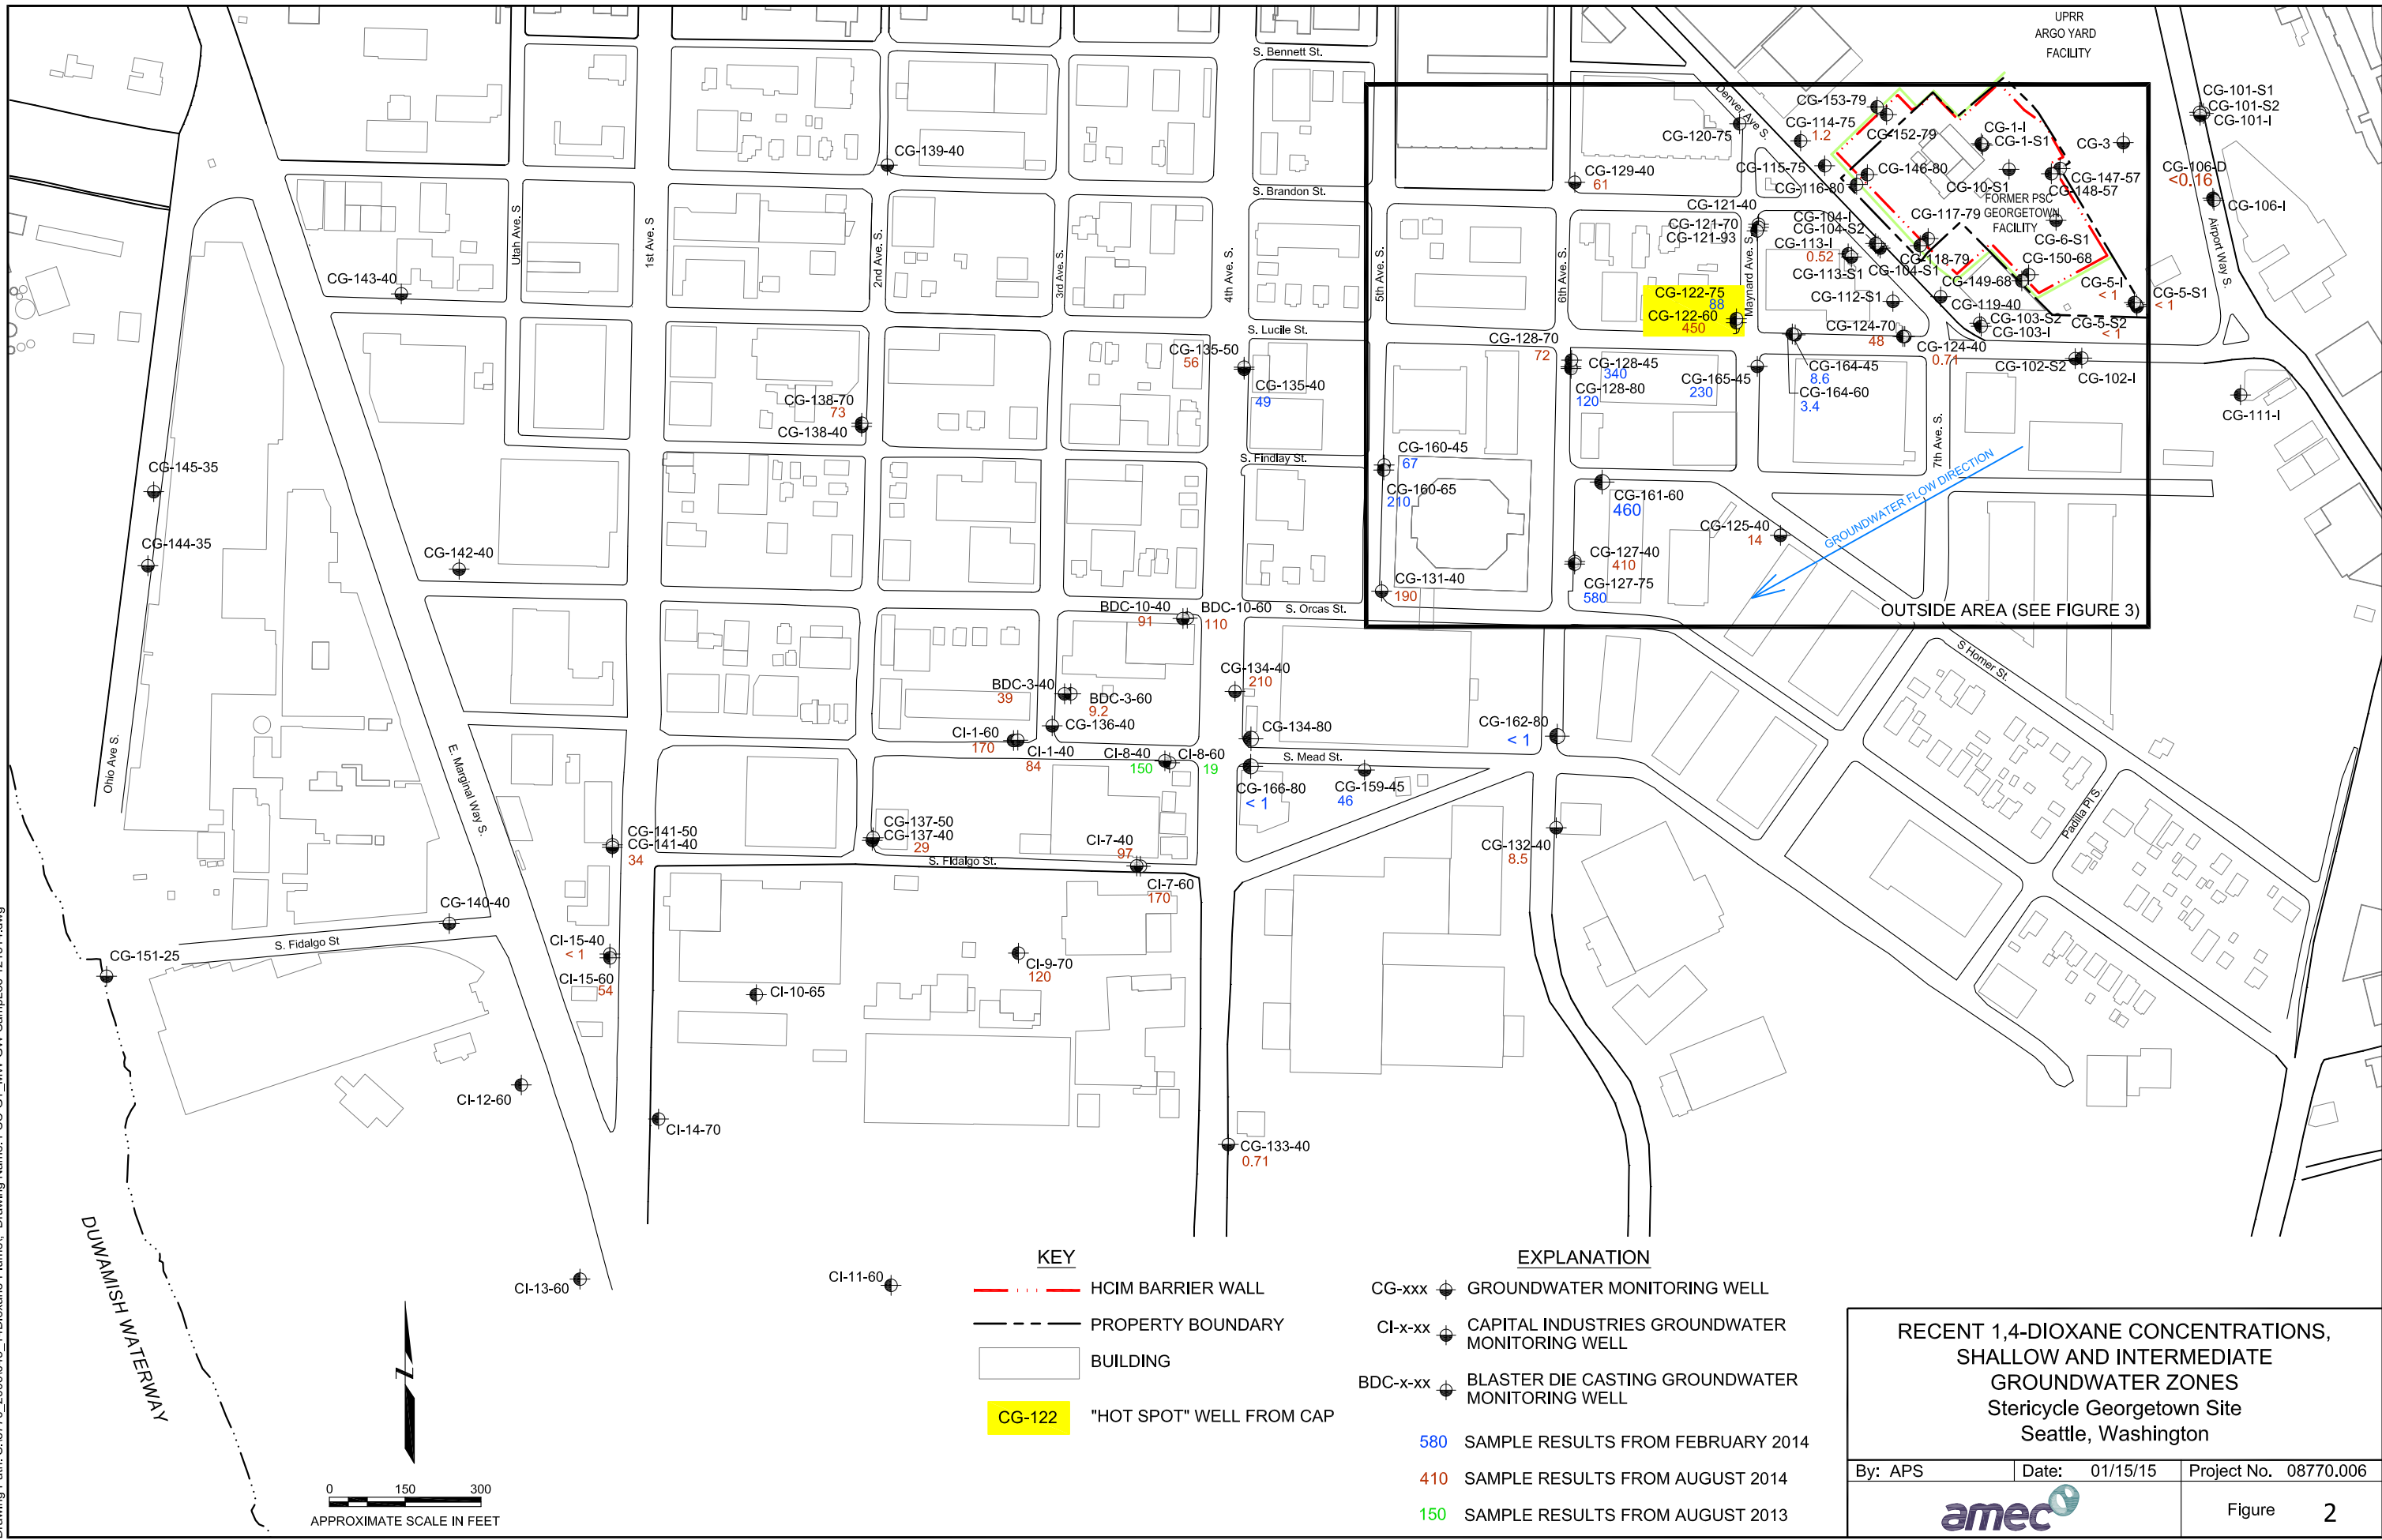 UPRR
ARGO YARD
FACILITY
S. Bennett St.
Denver Ave S.
CG-153-79
CG-114-75
1.2
CG-120-75
CG-152-79
CG-1-I
CG-1-S1
CG-3
CG-101-S1
CG-101-S2
CG-101-I
CG-139-40
CG-129-40
61
CG-115-75
CG-116-80
CG-146-80
CG-10-S1
CG-147-57
CG-148-57
CG-106-D
<0.16
CG-106-I
S. Brandon St.
FORMER PSC
GEORGETOWN
FACILITY
CG-121-40
CG-121-70
CG-121-93
CG-104-I
CG-104-S2
CG-113-I
0.52
CG-113-S1
CG-104-S1
CG-117-79
CG-118-79
CG-6-S1
CG-150-68
CG-149-68
Airport Way S.
Utah Ave. S
1st Ave. S
2nd Ave. S.
3rd Ave. S.
4th Ave. S.
5th Ave. S.
6th Ave. S.
Maynard Ave. S
CG-143-40
CG-122-75
88
CG-122-60
450
CG-112-S1
CG-119-40
CG-103-S2
CG-103-I
CG-5-I
< 1
CG-5-S1
< 1
CG-5-S2
< 1
S. Lucile St.
CG-135-50
56
CG-135-40
49
CG-128-70
72
CG-128-45
340
CG-128-80
120
CG-165-45
230
CG-124-70
48
CG-124-40
0.71
CG-164-45
8.6
CG-164-60
3.4
CG-102-S2
CG-102-I
CG-111-I
CG-138-70
73
CG-138-40
7th Ave. S.
S. Findlay St.
CG-160-45
67
CG-160-65
210
CG-145-35
CG-161-60
460
CG-125-40
14
GROUNDWATER FLOW DIRECTION
CG-144-35
CG-142-40
CG-127-40
410
CG-127-75
580
CG-131-40
190
S. Orcas St.
OUTSIDE AREA (SEE FIGURE 3)
BDC-10-40
91
BDC-10-60
110
S Homer St.
CG-134-40
210
BDC-3-40
39
BDC-3-60
9.2
CG-136-40
CI-1-60
170
CI-1-40
84
CI-8-40
150
CI-8-60
19
CG-134-80
CG-162-80
< 1
S. Mead St.
CG-166-80
< 1
CG-159-45
46
Ohio Ave S.
E. Marginal Way S.
Padilla Pl S.
CG-141-50
CG-141-40
34
CG-137-50
CG-137-40
29
CI-7-40
97
CI-7-60
170
S. Fidalgo St.
CG-132-40
8.5
CG-140-40
S. Fidalgo St
CG-151-25
CI-15-40
< 1
CI-15-60
54
CI-9-70
120
CI-10-65
CI-12-60
CI-14-70
CG-133-40
0.71
DUWAMISH WATERWAY
CI-13-60
CI-11-60
KEY
HCIM BARRIER WALL
PROPERTY BOUNDARY
BUILDING
CG-122
"HOT SPOT" WELL FROM CAP
EXPLANATION
CG-xxx GROUNDWATER MONITORING WELL
CI-x-xx CAPITAL INDUSTRIES GROUNDWATER
MONITORING WELL
BDC-x-xx BLASTER DIE CASTING GROUNDWATER
MONITORING WELL
580 SAMPLE RESULTS FROM FEBRUARY 2014
410 SAMPLE RESULTS FROM AUGUST 2014
150 SAMPLE RESULTS FROM AUGUST 2013
N
0 150 300
APPROXIMATE SCALE IN FEET
RECENT 1,4-DIOXANE CONCENTRATIONS,
SHALLOW AND INTERMEDIATE
GROUNDWATER ZONES
Stericycle Georgetown Site
Seattle, Washington
By: APS Date: 01/15/15 Project No. 08770.006
amec
Figure 2